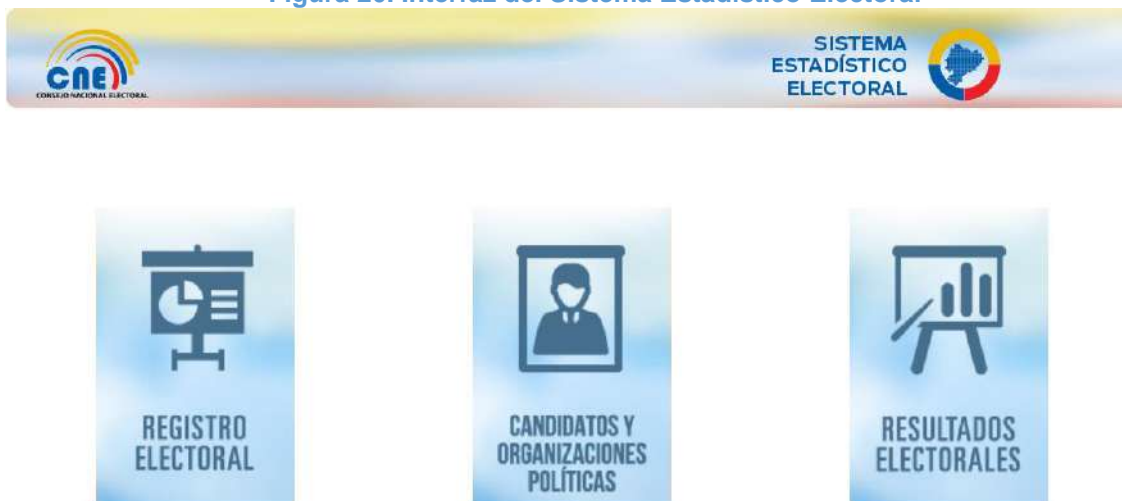 Figura 20. Interfaz del Sistema Estadístico Electoral
CNE
CONSEJO NACIONAL ELECTORAL
SISTEMA
ESTADÍSTICO
ELECTORAL
REGISTRO
ELECTORAL
CANDIDATOS Y
ORGANIZACIONES
POLÍTICAS
RESULTADOS
ELECTORALES